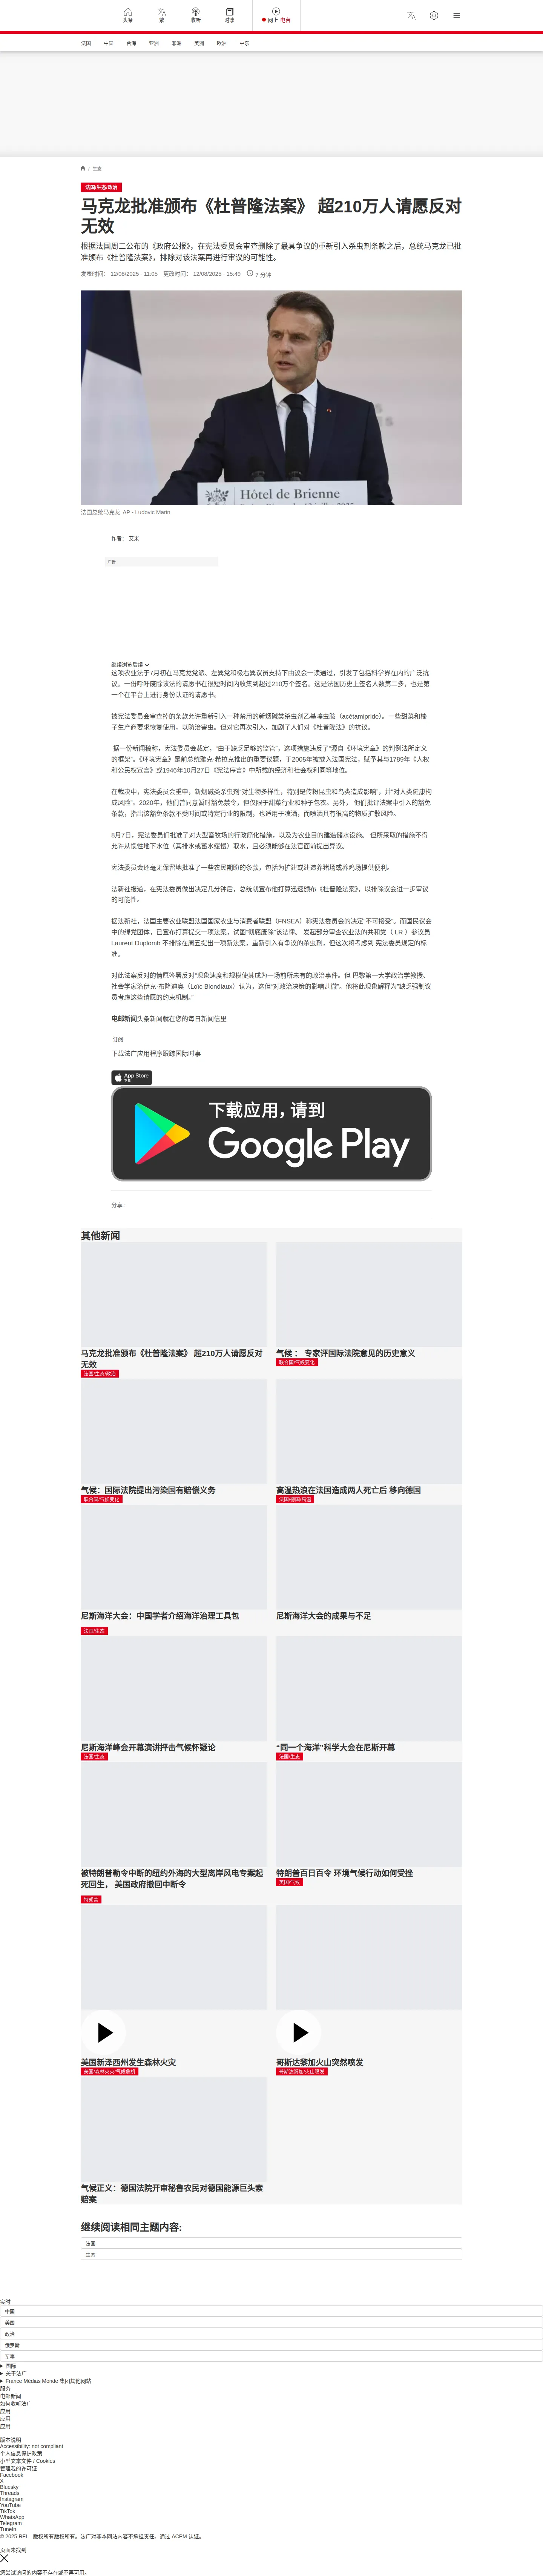 头条
繁
收听
时事
网上 电台
法国
中国
台海
亚洲
非洲
美洲
欧洲
中东
/ 生态
法国/生态/政治
马克龙批准颁布《杜普隆法案》 超210万人请愿反对
无效
根据法国周二公布的《政府公报》，在宪法委员会审查删除了最具争议的重新引入杀虫剂条款之后，总统马克龙已批
准颁布《杜普隆法案》，排除对该法案再进行审议的可能性。
发表时间： 12/08/2025 - 11:05 更改时间： 12/08/2025 - 15:49 7 分钟
Hôtel de Brienne
法国总统马克龙 AP - Ludovic Marin
作者： 艾米
广告
继续浏览后续
这项农业法于7月初在马克龙党派、左翼党和极右翼议员支持下由议会一读通过，引发了包括科学界在内的广泛抗
议。一份呼吁废除该法的请愿书在很短时间内收集到超过210万个签名。这是法国历史上签名人数第二多，也是第
一个在平台上进行身份认证的请愿书。
被宪法委员会审查掉的条款允许重新引入一种禁用的新烟碱类杀虫剂乙基噻虫胺（acétamipride）。一些甜菜和榛
子生产商要求恢复使用，以防治害虫。但对它再次引入，加剧了人们对《杜普隆法》的抗议。
据一份新闻稿称，宪法委员会裁定，“由于缺乏足够的监管”，这项措施违反了“源自《环境宪章》的判例法所定义
的框架”。《环境宪章》是前总统雅克·希拉克推出的重要议题，于2005年被载入法国宪法，赋予其与1789年《人权
和公民权宣言》或1946年10月27日《宪法序言》中所载的经济和社会权利同等地位。
在裁决中，宪法委员会重申，新烟碱类杀虫剂“对生物多样性，特别是传粉昆虫和鸟类造成影响”，并“对人类健康构
成风险”。2020年，他们曾同意暂时豁免禁令，但仅限于甜菜行业和种子包衣。另外， 他们批评法案中引入的豁免
条款，指出该豁免条款不受时间或特定行业的限制，也适用于喷洒，而喷洒具有很高的物质扩散风险。
8月7日，宪法委员们批准了对大型畜牧场的行政简化措施，以及为农业目的建造储水设施。 但所采取的措施不得
允许从惯性地下水位（其排水或蓄水缓慢）取水，且必须能够在法官面前提出异议。
宪法委员会还毫无保留地批准了一些农民期盼的条款，包括为扩建或建造养猪场或养鸡场提供便利。
法新社报道，在宪法委员做出决定几分钟后，总统就宣布他打算迅速颁布《杜普隆法案》，以排除议会进一步审议
的可能性。
据法新社，法国主要农业联盟法国国家农业与消费者联盟（FNSEA）称宪法委员会的决定“不可接受”。而国民议会
中的绿党团体，已宣布打算提交一项法案，试图“彻底废除”该法律。 发起部分审查农业法的共和党（ LR ）参议员
Laurent Duplomb 不排除在周五提出一项新法案，重新引入有争议的杀虫剂，但这次将考虑到 宪法委员规定的标
准。
对此法案反对的情愿签署反对“现象速度和规模使其成为一场前所未有的政治事件。但 巴黎第一大学政治学教授、
社会学家洛伊克·布隆迪奥（Loïc Blondiaux）认为，这但“对政治决策的影响甚微”。他将此现象解释为“缺乏强制议
员考虑这些请愿的约束机制。”
电邮新闻头条新闻就在您的每日新闻信里
订阅
下载法广应用程序跟踪国际时事
App Store
下载
下载应用，请到
Google Play
分享 :
其他新闻
马克龙批准颁布《杜普隆法案》 超210万人请愿反对
无效
法国/生态/政治
气候 ： 专家评国际法院意见的历史意义
联合国/气候变化
气候：国际法院提出污染国有赔偿义务
联合国/气候变化
高温热浪在法国造成两人死亡后 移向德国
法国/德国/高温
尼斯海洋大会：中国学者介绍海洋治理工具包
法国/生态
尼斯海洋大会的成果与不足
尼斯海洋峰会开幕演讲抨击气候怀疑论
法国/生态
“同一个海洋”科学大会在尼斯开幕
法国/生态
被特朗普勒令中断的纽约外海的大型离岸风电专案起
死回生， 美国政府撤回中断令
特朗普
特朗普百日百令 环境气候行动如何受挫
美国/气候
美国新泽西州发生森林火灾
美国/森林火灾/气候危机
哥斯达黎加火山突然喷发
哥斯达黎加/火山喷发
气候正义：德国法院开审秘鲁农民对德国能源巨头索
赔案
继续阅读相同主题内容:
法国
生态
实时
中国
美国
政治
俄罗斯
军事
国际
关于法广
France Médias Monde 集团其他网站
服务
电邮新闻
如何收听法广
应用
应用
应用
版本说明
Accessibility: not compliant
个人信息保护政策
小型文本文件 / Cookies
管理我的许可证
Facebook
X
Bluesky
Threads
Instagram
YouTube
TikTok
WhatsApp
Telegram
TuneIn
© 2025 RFI – 版权所有版权所有。法广对非本网站内容不承担责任。通过 ACPM 认证。
页面未找到
您尝试访问的内容不存在或不再可用。